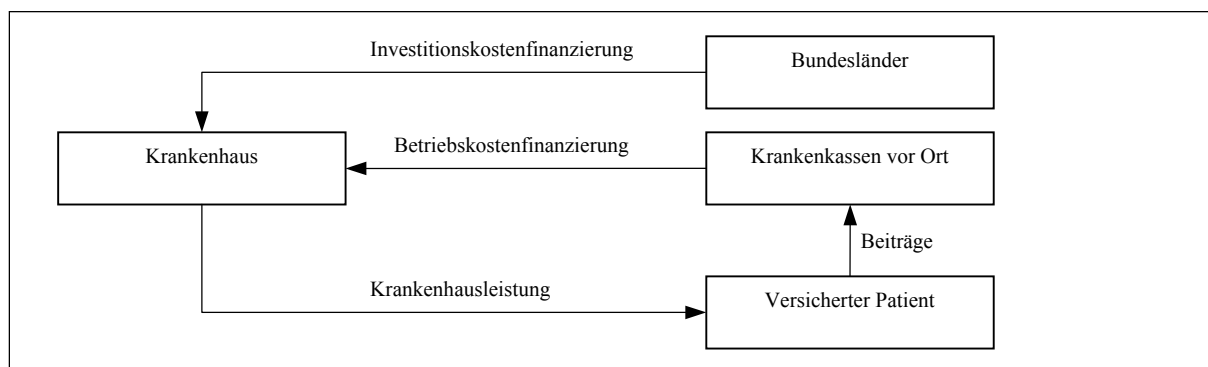 Investitionskostenfinanzierung
Bundesländer
Krankenhaus
Betriebskostenfinanzierung
Krankenkassen vor Ort
Beiträge
Krankenhausleistung
Versicherter Patient